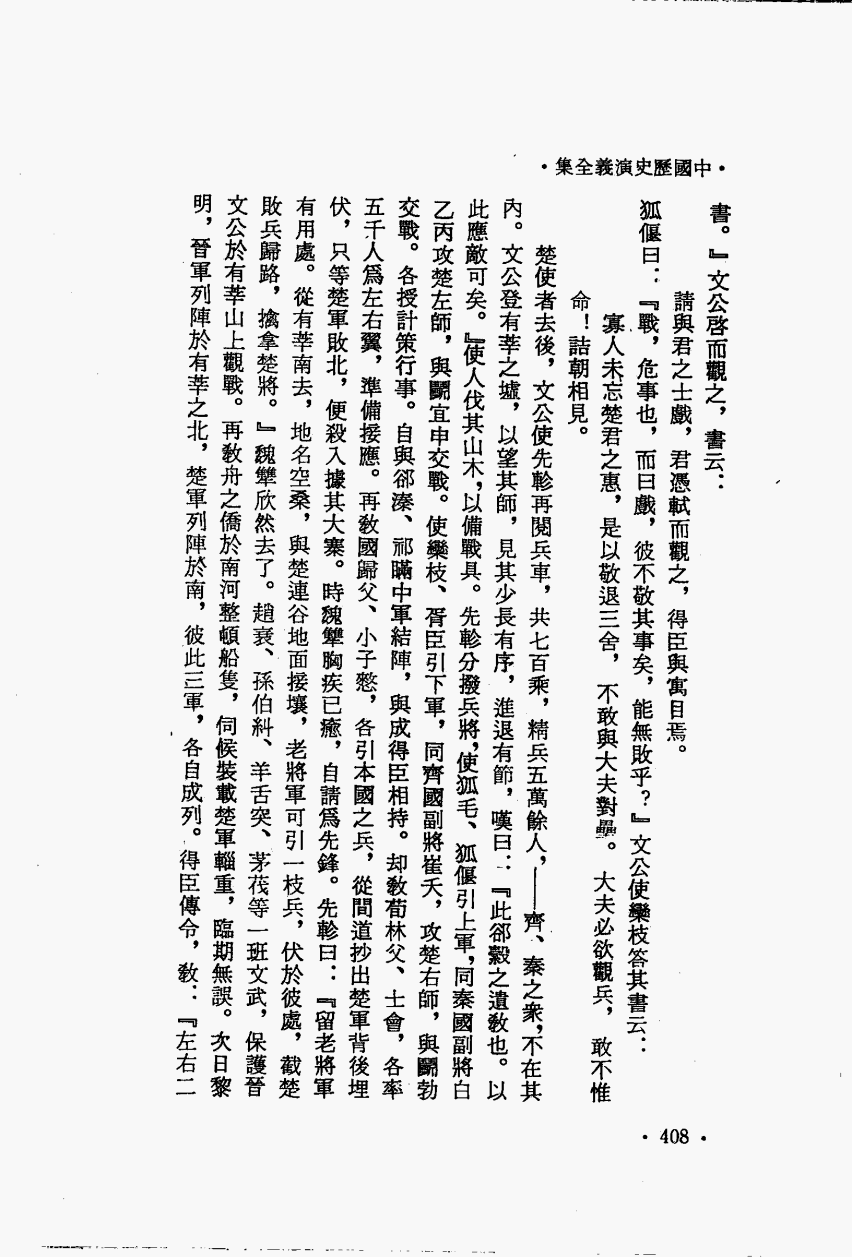 ·中國歷史演義全集·
書。』文公啓而觀之，書云：
請與君之士戲，君憑軾而觀之，得臣與寓目焉。
狐偃曰：『戰，危事也，而曰戲，彼不敬其事矣，能無敗乎？』文公使欒枝答其書云：
寡人未忘楚君之惠，是以敬退三舍，不敢與大夫對壘。大夫必欲觀兵，敢不惟
命！詰朝相見。
楚使者去後，文公使先軫再閱兵車，共七百乘，精兵五萬餘人，——齊、秦之衆，不在其
內。文公登有莘之墟，以望其師，見其少長有序，進退有節，嘆曰：『此郤縠之遺敎也。以
此應敵可矣。』使人伐其山木，以備戰具。先軫分撥兵將，使狐毛、狐偃引上軍，同秦國副將白
乙丙攻楚左師，與鬭宜申交戰。使欒枝、胥臣引下軍，同齊國副將崔夭，攻楚右師，與鬭勃
交戰。各授計策行事。自與郤溱、祁瞞中軍結陣，與成得臣相持。却敎荀林父、士會，各率
五千人爲左右翼，準備接應。再敎國歸父、小子憖，各引本國之兵，從間道抄出楚軍背後埋
伏，只等楚軍敗北，便殺入據其大寨。時魏犨胸疾已癒，自請爲先鋒。先軫曰：『留老將軍
有用處。從有莘南去，地名空桑，與楚連谷地面接壤，老將軍可引一枝兵，伏於彼處，截楚
敗兵歸路，擒拿楚將。』魏犨欣然去了。趙衰、孫伯糾、羊舌突、茅茷等一班文武，保護晉
文公於有莘山上觀戰。再敎舟之僑於南河整頓船隻，伺候裝載楚軍輜重，臨期無誤。次日黎
明，晉軍列陣於有莘之北，楚軍列陣於南，彼此三軍，各自成列。得臣傳令，敎：『左右二
·408·